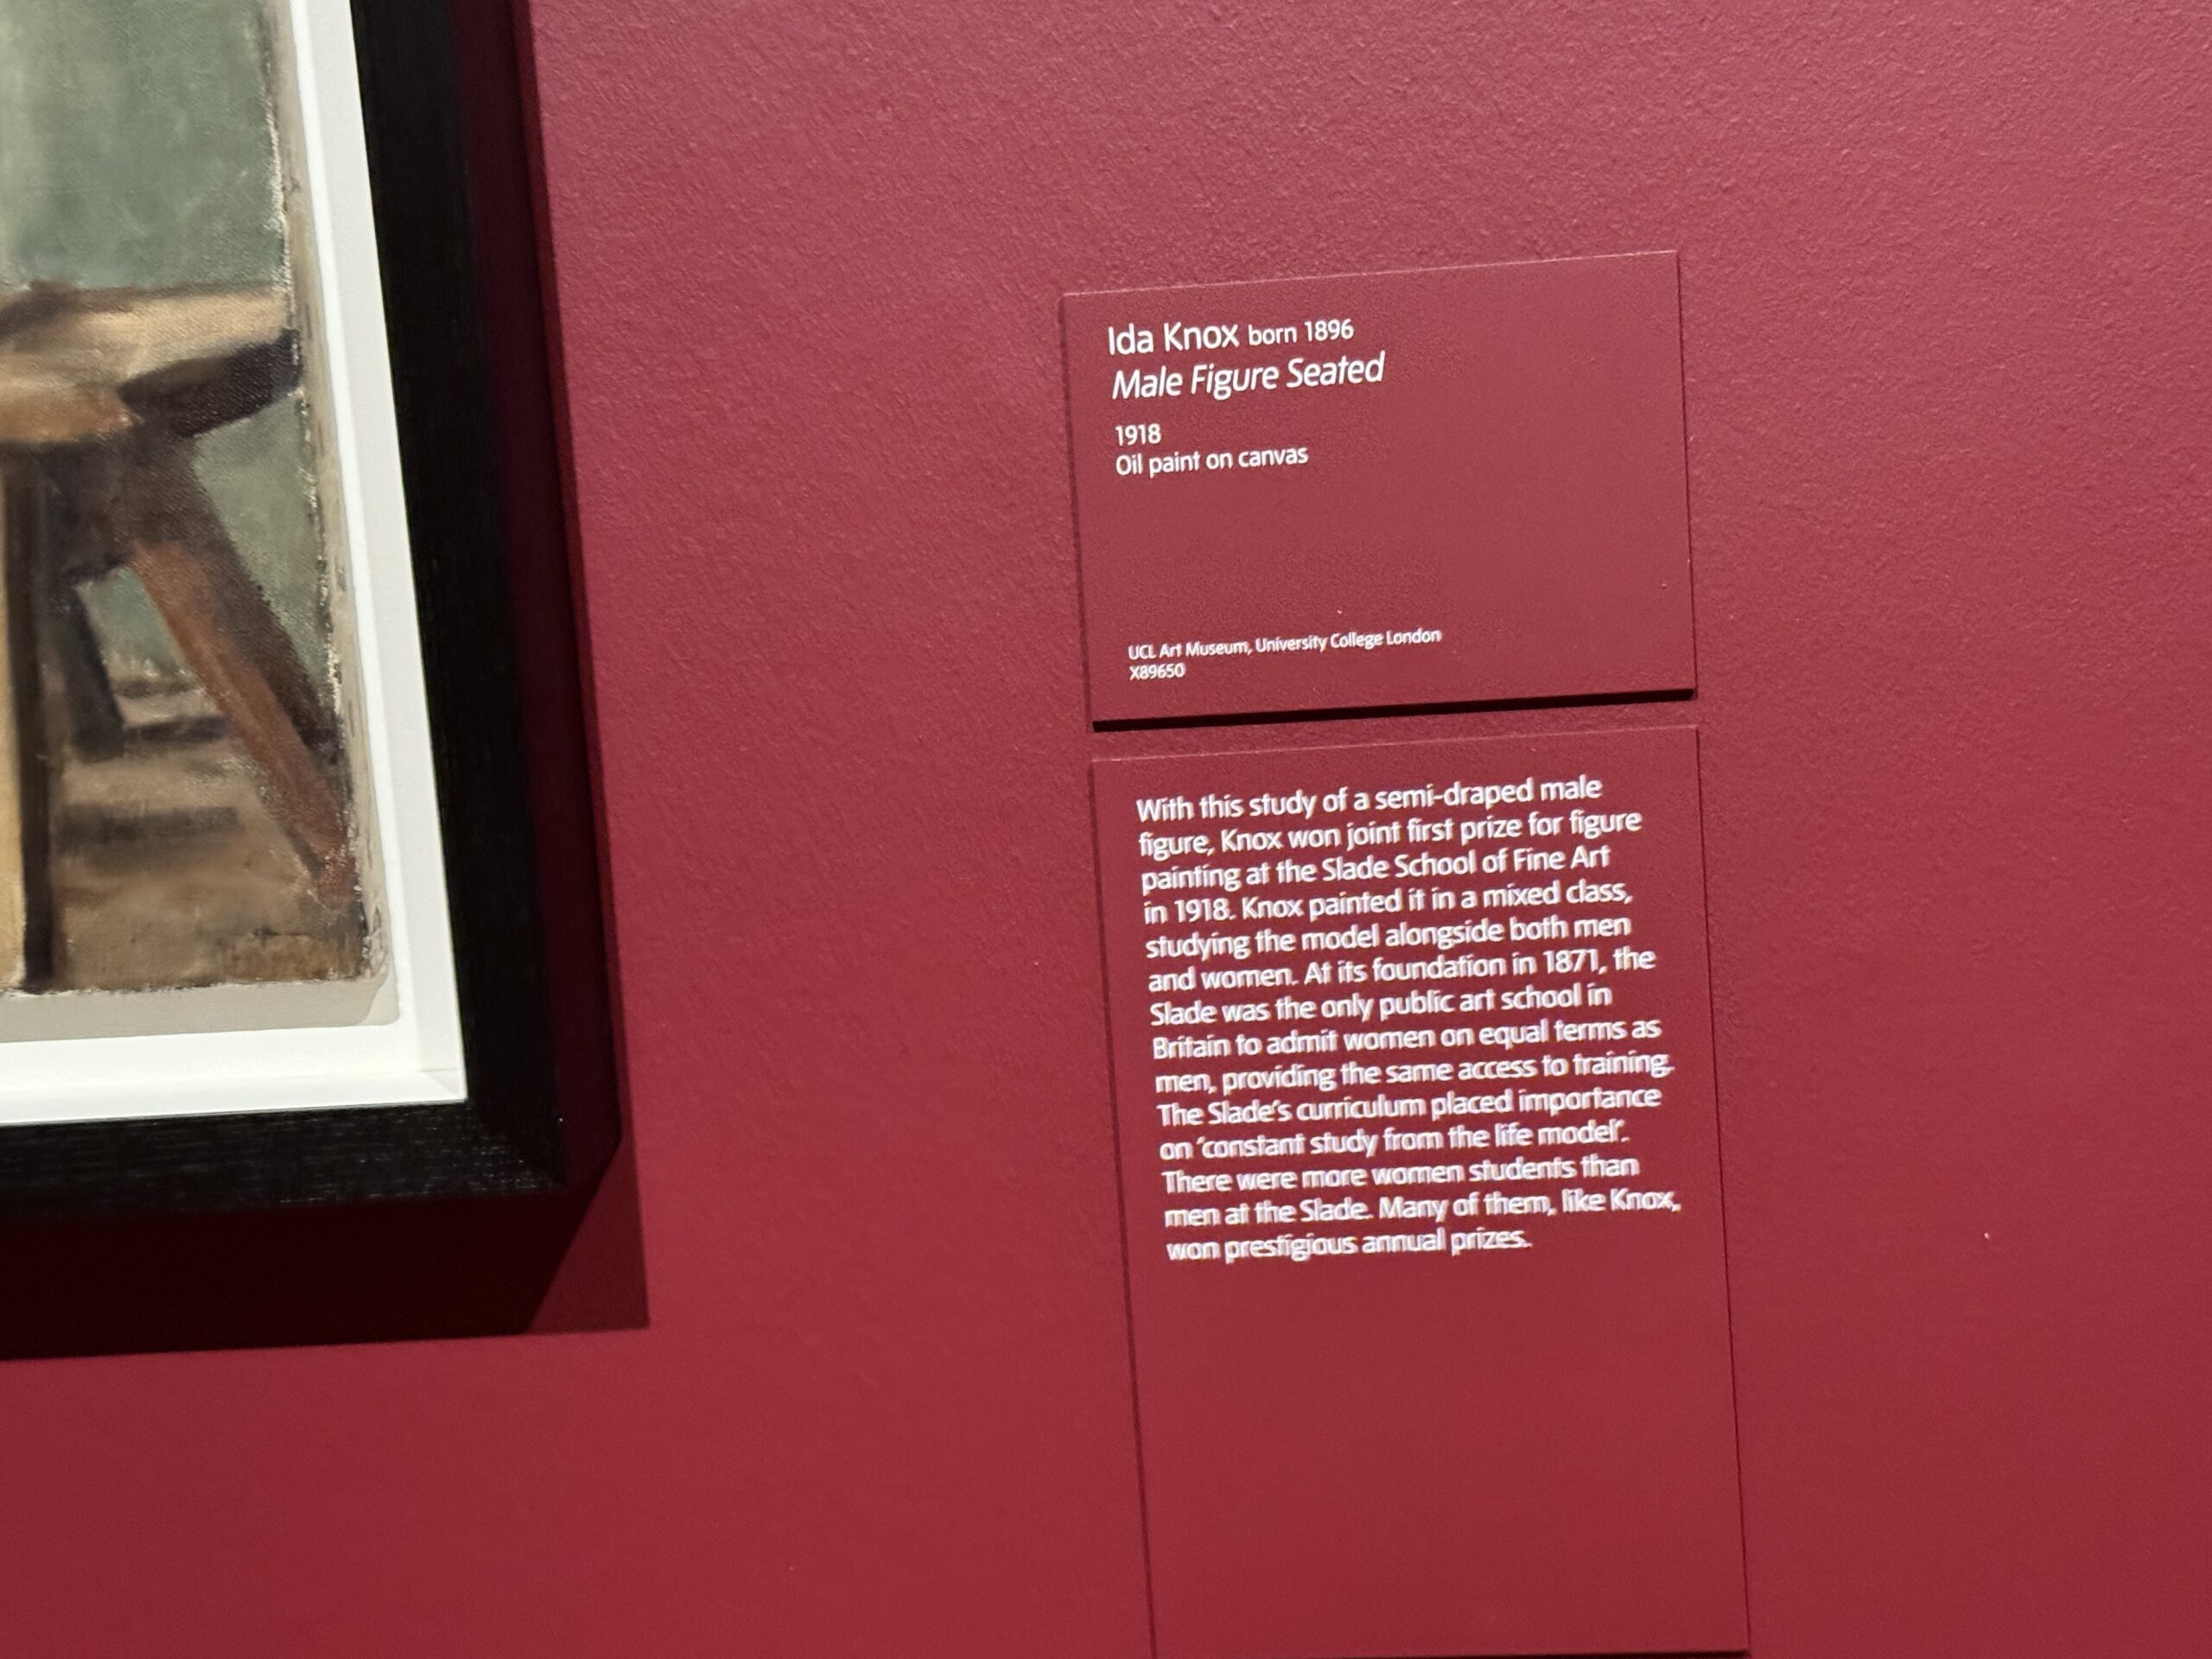 Ida Knox born 1896
Male Figure Seated
1918
Oil paint on canvas
UCL Art Museum, University College London
X89650
With this study of a semi-draped male
figure, Knox won joint first prize for figure
painting at the Slade School of Fine Art
in 1918. Knox painted it in a mixed class,
studying the model alongside both men
and women. At its foundation in 1871, the
Slade was the only public art school in
Britain to admit women on equal terms as
men, providing the same access to training.
The Slade's curriculum placed importance
on ‘constant study from the life model’.
There were more women students than
men at the Slade. Many of them, like Knox,
won prestigious annual prizes.